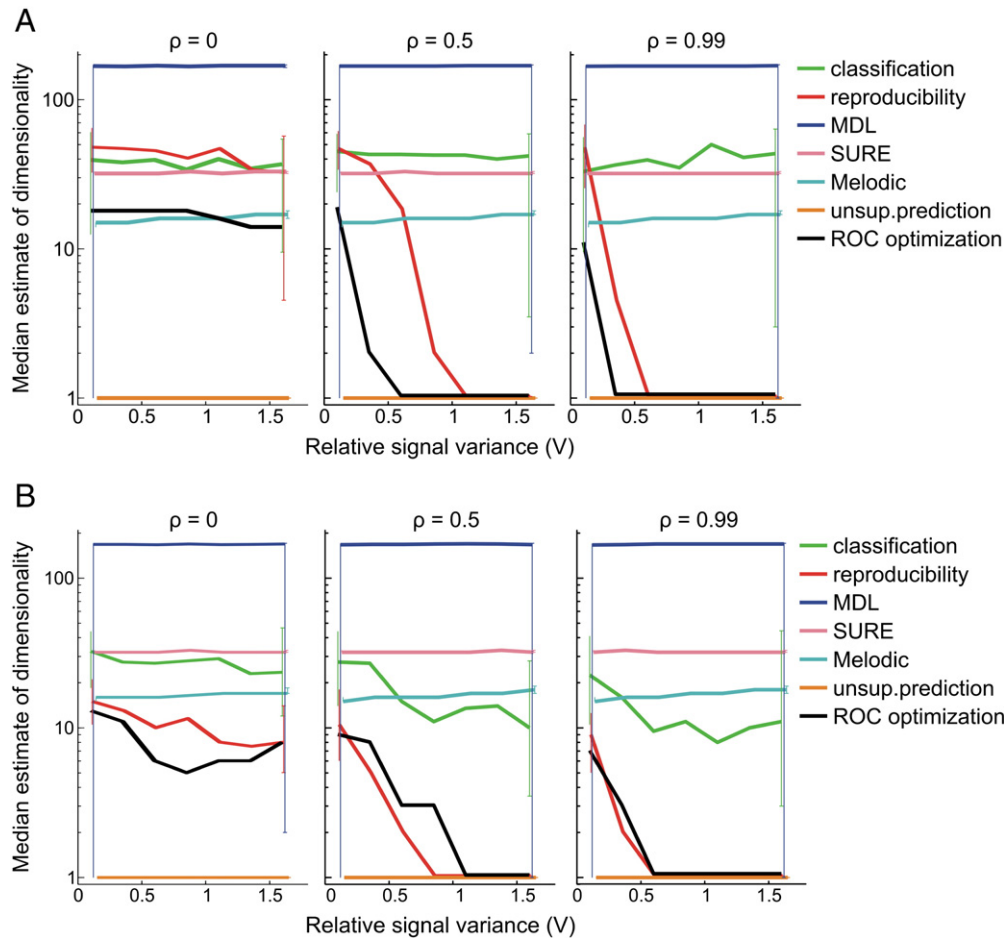 A
ρ = 0
ρ = 0.5
ρ = 0.99
Median estimate of dimensionality
100
10
1
0 0.5 1 1.5
0 0.5 1 1.5
0 0.5 1 1.5
Relative signal variance (V)
classification
reproducibility
MDL
SURE
Melodic
unsup.prediction
ROC optimization
B
ρ = 0
ρ = 0.5
ρ = 0.99
Median estimate of dimensionality
100
10
1
0 0.5 1 1.5
0 0.5 1 1.5
0 0.5 1 1.5
Relative signal variance (V)
classification
reproducibility
MDL
SURE
Melodic
unsup.prediction
ROC optimization